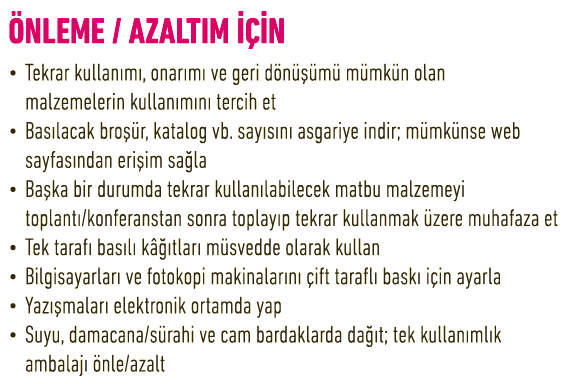 ÖNLEME / AZALTIM İÇİN
• Tekrar kullanımı, onarımı ve geri dönüşümü mümkün olan
malzemelerin kullanımını tercih et
• Basılacak broşür, katalog vb. sayısını asgariye indir; mümkünse web
sayfasından erişim sağla
• Başka bir durumda tekrar kullanılabilecek matbu malzemeyi
toplantı/konferanstan sonra toplayıp tekrar kullanmak üzere muhafaza et
• Tek tarafı basılı kâğıtları müsvedde olarak kullan
• Bilgisayarları ve fotokopi makinalarını çift taraflı baskı için ayarla
• Yazışmaları elektronik ortamda yap
• Suyu, damacana/sürahi ve cam bardaklarda dağıt; tek kullanımlık
ambalajı önle/azalt